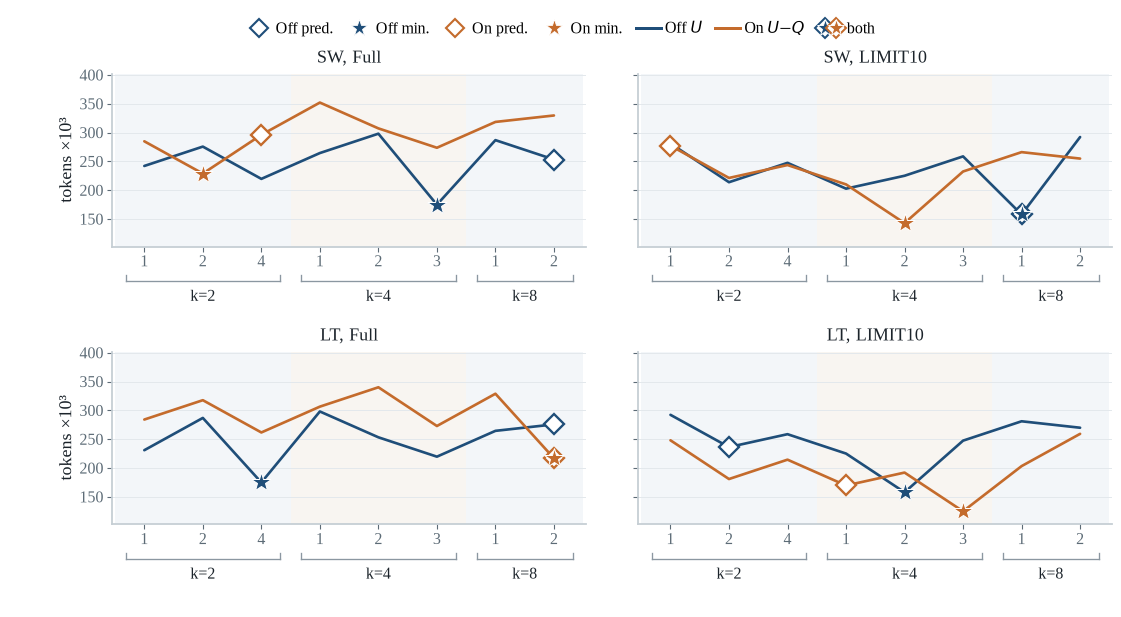 Off pred. Off min. On pred. On min. Off U On U−Q both
SW, Full
SW, LIMIT10
tokens ×10³
400
350
300
250
200
150
1 2 4 1 2 3 1 2
k=2 k=4 k=8
1 2 4 1 2 3 1 2
k=2 k=4 k=8
LT, Full
LT, LIMIT10
tokens ×10³
400
350
300
250
200
150
1 2 4 1 2 3 1 2
k=2 k=4 k=8
1 2 4 1 2 3 1 2
k=2 k=4 k=8